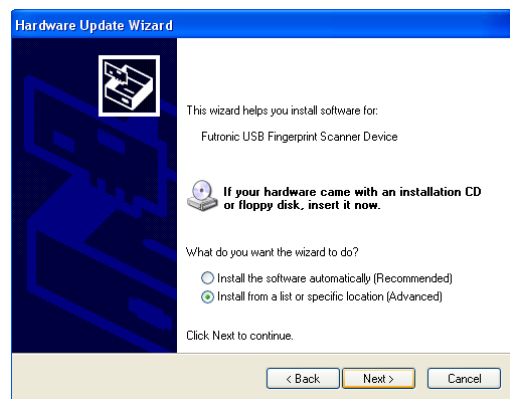 Hardware Update Wizard
This wizard helps you install software for:
Futronic USB Fingerprint Scanner Device
If your hardware came with an installation CD
or floppy disk, insert it now.
What do you want the wizard to do?
Install the software automatically (Recommended)
Install from a list or specific location (Advanced)
Click Next to continue.
< Back Next > Cancel